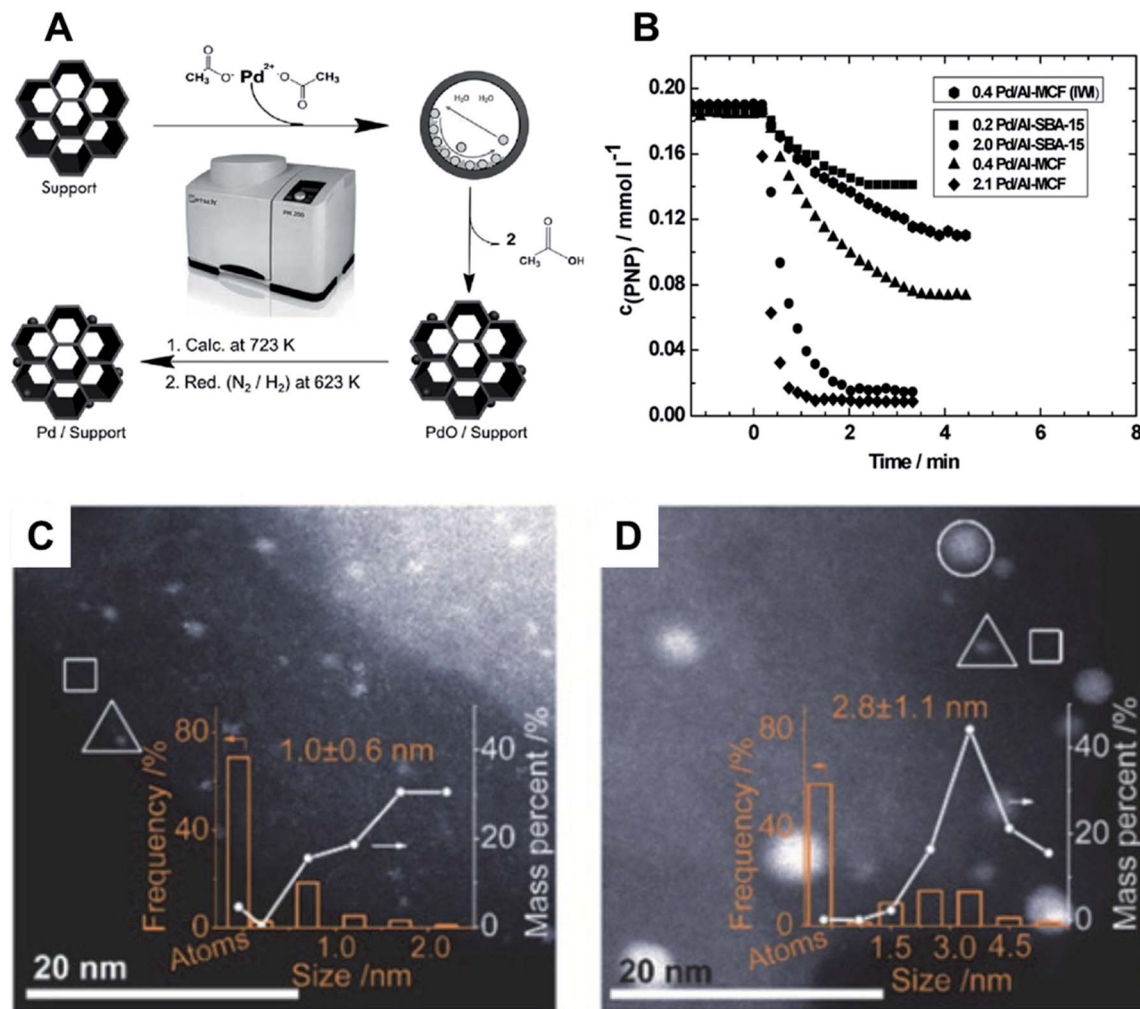 A
O
CH₃
O⁻
Pd²⁺
⁻O
CH₃
O
Support
H₂O H₂O
PM 200
2
O
CH₃
OH
1. Calc. at 723 K
2. Red. (N₂ / H₂) at 623 K
Pd / Support
PdO / Support
B
0.4 Pd/Al-MCF (IWI)
0.2 Pd/Al-SBA-15
2.0 Pd/Al-SBA-15
0.4 Pd/Al-MCF
2.1 Pd/Al-MCF
c(PNP) / mmol l⁻¹
0.20
0.16
0.12
0.08
0.04
0.00
0 2 4 6 8
Time / min
C
Frequency /%
80
40
0
1.0±0.6 nm
40
20
0
Mass percent /%
Atoms
1.0 2.0
Size /nm
20 nm
D
Frequency /%
80
40
0
2.8±1.1 nm
40
20
0
Mass percent /%
Atoms
1.5 3.0 4.5
Size /nm
20 nm